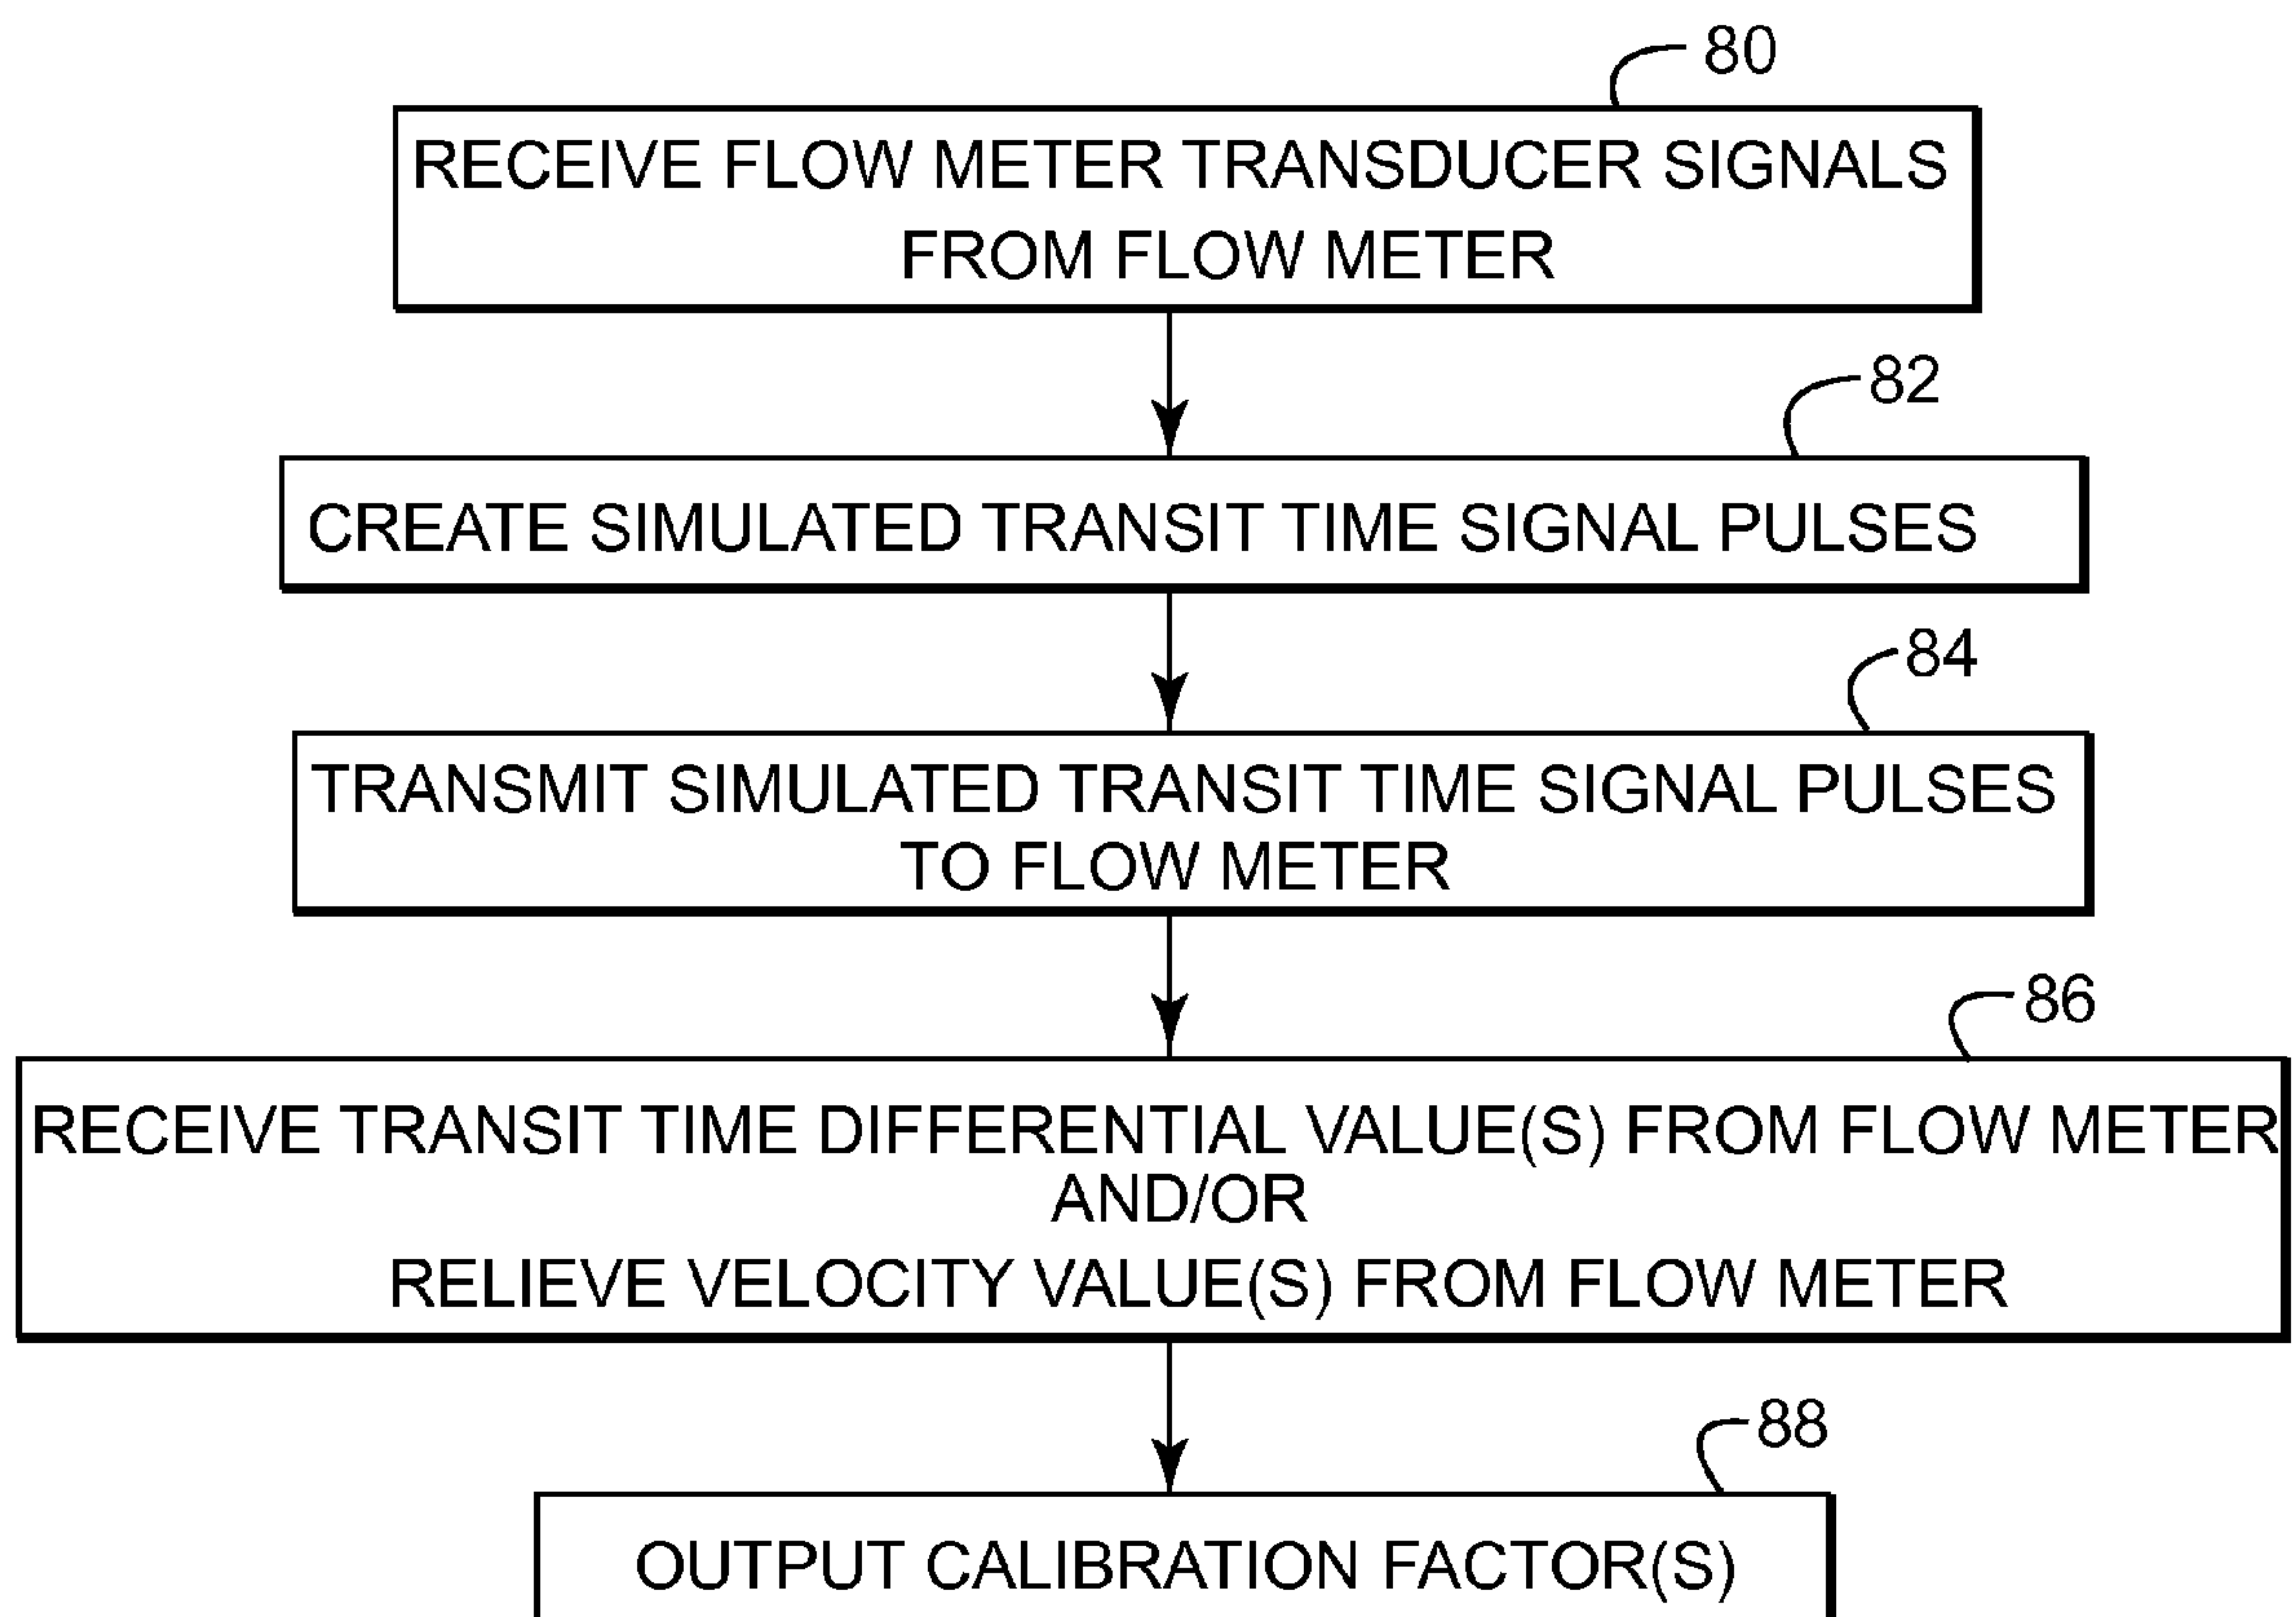 80
RECEIVE FLOW METER TRANSDUCER SIGNALS
FROM FLOW METER
82
CREATE SIMULATED TRANSIT TIME SIGNAL PULSES
84
TRANSMIT SIMULATED TRANSIT TIME SIGNAL PULSES
TO FLOW METER
86
RECEIVE TRANSIT TIME DIFFERENTIAL VALUE(S) FROM FLOW METER
AND/OR
RELIEVE VELOCITY VALUE(S) FROM FLOW METER
88
OUTPUT CALIBRATION FACTOR(S)